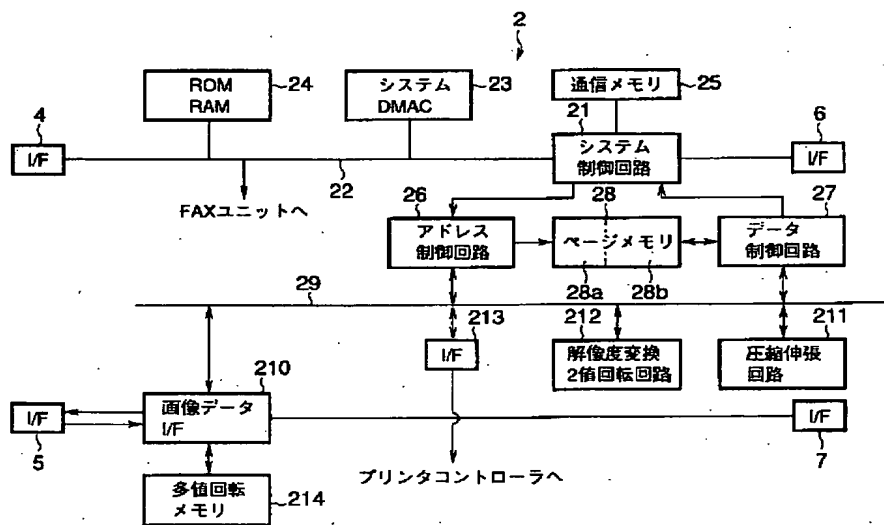 2
ROM
RAM
24
システム
DMAC
23
通信メモリ
25
4
I/F
21
システム
制御回路
6
I/F
22
FAXユニットへ
26
アドレス
制御回路
28
ページメモリ
28a
28b
27
データ
制御回路
29
213
I/F
212
解像度変換
2値回転回路
211
圧縮伸張
回路
210
画像データ
I/F
I/F
5
I/F
7
プリンタコントローラへ
多値回転
メモリ
214